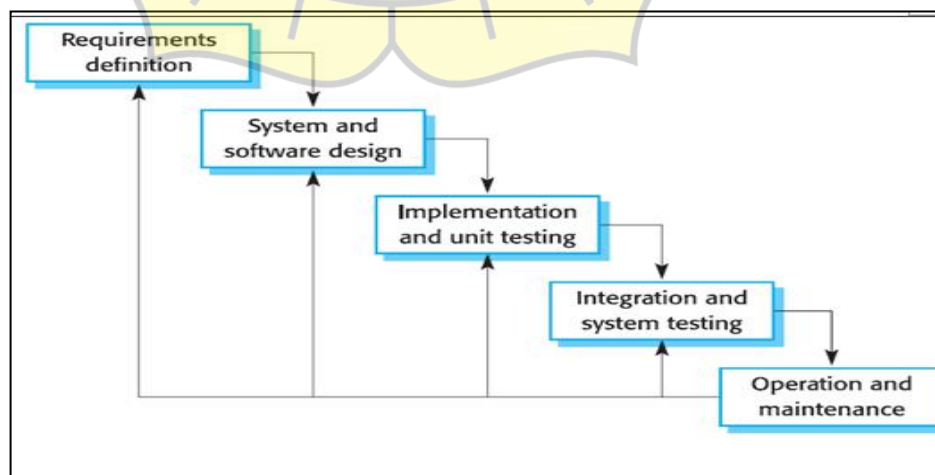 Requirements
definition
System and
software design
Implementation
and unit testing
Integration and
system testing
Operation and
maintenance